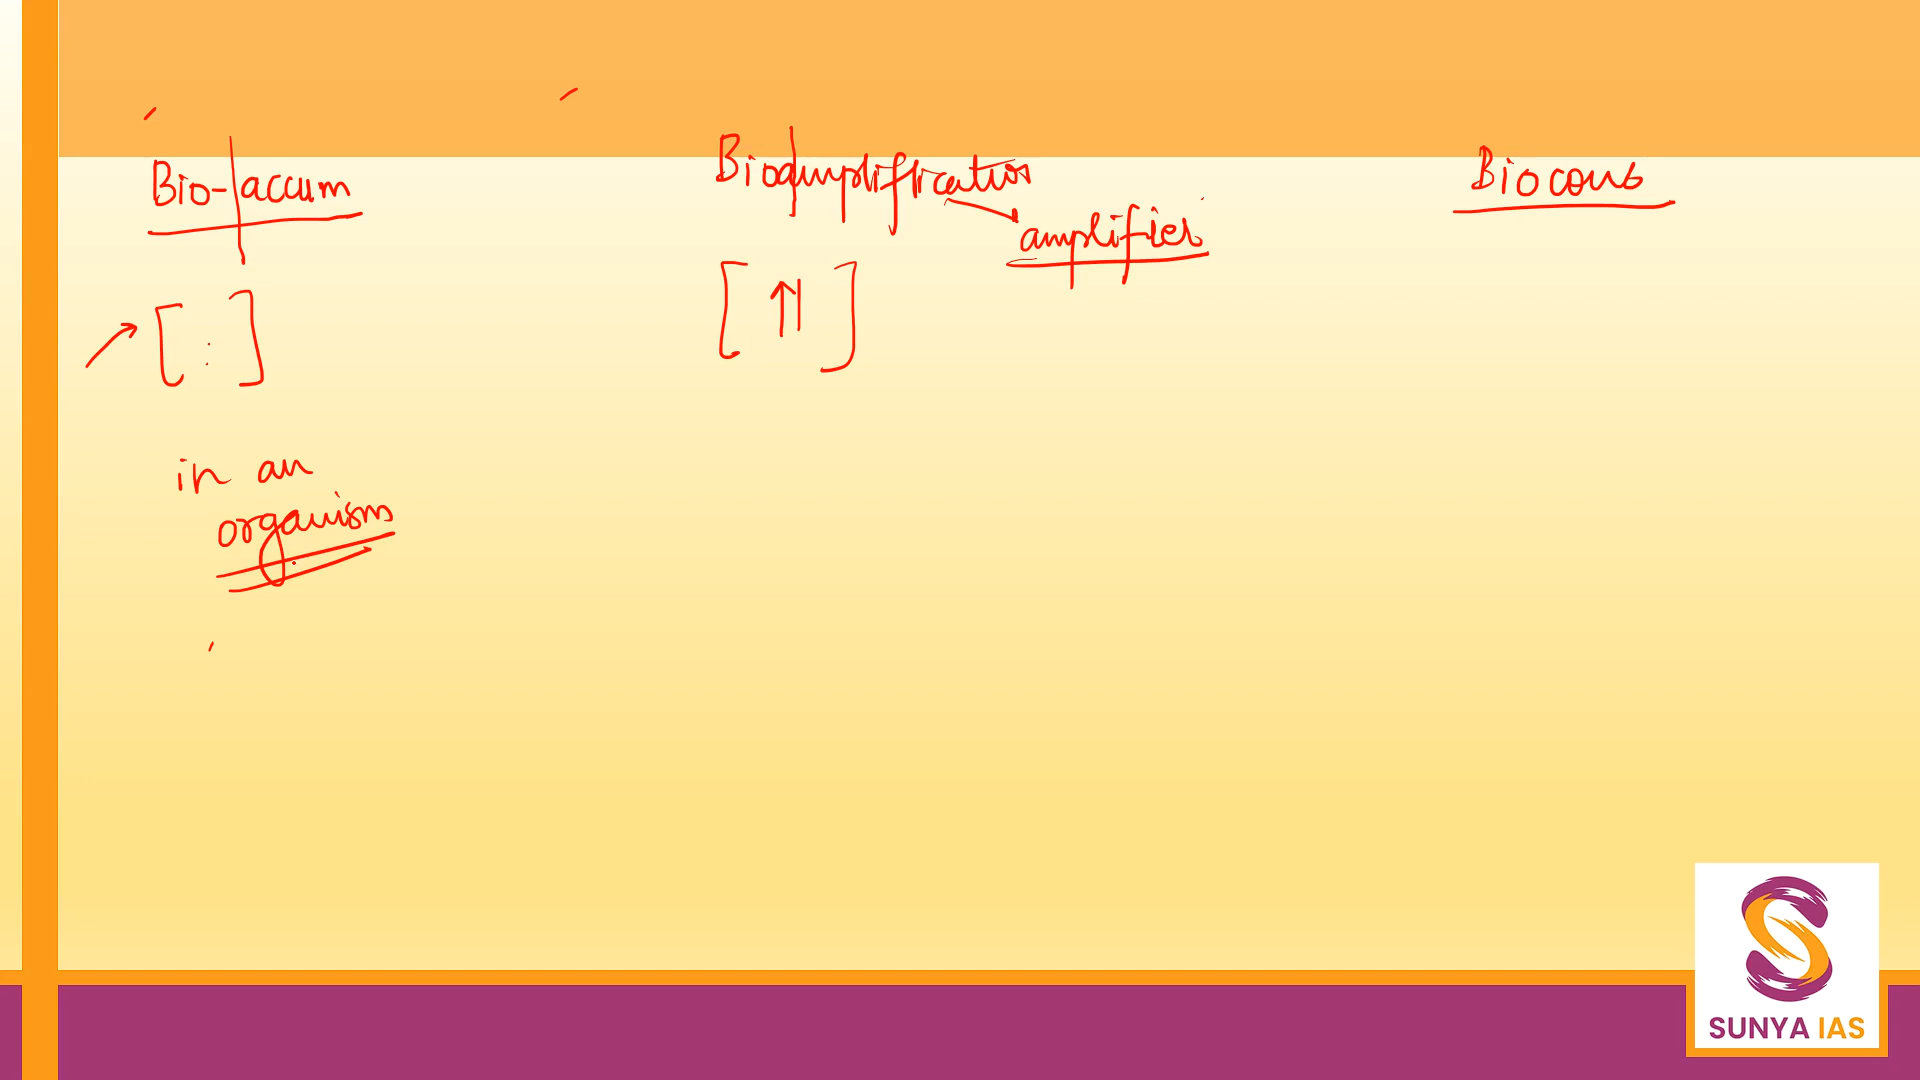 Bio-accum
[ : ]
in an
organism
Bioamplification
amplifier
[ ↑| ]
Biocons
SUNYA IAS